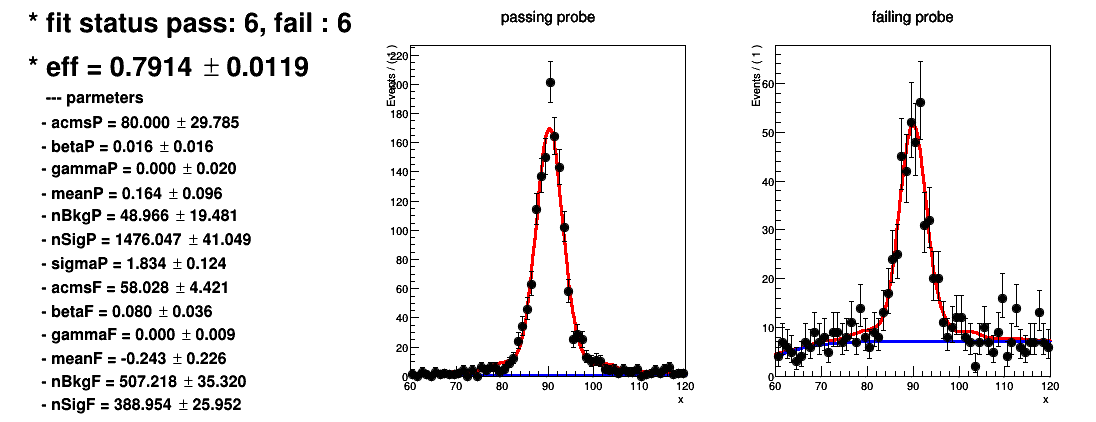 * fit status pass: 6, fail : 6
* eff = 0.7914 ± 0.0119
--- parmeters
- acmsP = 80.000 ± 29.785
- betaP = 0.016 ± 0.016
- gammaP = 0.000 ± 0.020
- meanP = 0.164 ± 0.096
- nBkgP = 48.966 ± 19.481
- nSigP = 1476.047 ± 41.049
- sigmaP = 1.834 ± 0.124
- acmsF = 58.028 ± 4.421
- betaF = 0.080 ± 0.036
- gammaF = 0.000 ± 0.009
- meanF = -0.243 ± 0.226
- nBkgF = 507.218 ± 35.320
- nSigF = 388.954 ± 25.952
passing probe
Events / ( 1 )
220
200
180
160
140
120
100
80
60
40
20
0
60 70 80 90 100 110 120
x
failing probe
Events / ( 1 )
60
50
40
30
20
10
0
60 70 80 90 100 110 120
x